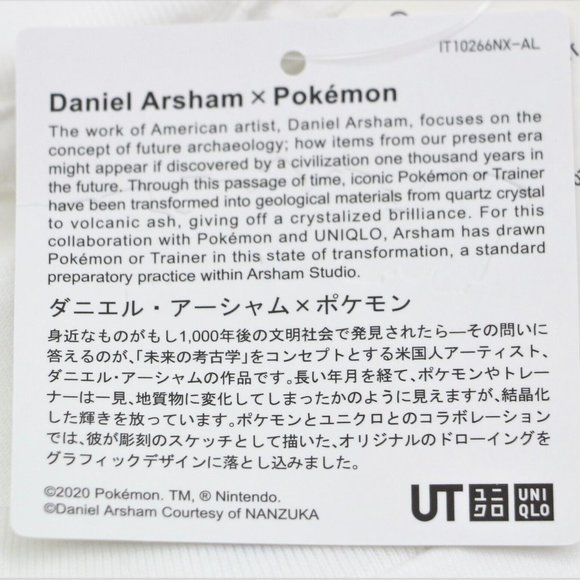 IT10266NX-AL
Daniel Arsham × Pokémon
The work of American artist, Daniel Arsham, focuses on the
concept of future archaeology; how items from our present era
might appear if discovered by a civilization one thousand years in
the future. Through this passage of time, iconic Pokémon or Trainer
have been transformed into geological materials from quartz crystal
to volcanic ash, giving off a crystalized brilliance. For this
collaboration with Pokémon and UNIQLO, Arsham has drawn
Pokémon or Trainer in this state of transformation, a standard
preparatory practice within Arsham Studio.
ダニエル・アーシャム×ポケモン
身近なものがもし1,000年後の文明社会で発見されたら—その問いに
答えるのが、「未来の考古学」をコンセプトとする米国人アーティスト、
ダニエル・アーシャムの作品です。長い年月を経て、ポケモンやトレー
ナーは一見、地質物に変化してしまったかのように見えますが、結晶化
した輝きを放っています。ポケモンとユニクロとのコラボレーション
では、彼が彫刻のスケッチとして描いた、オリジナルのドローイングを
グラフィックデザインに落とし込みました。
©2020 Pokémon. TM, ® Nintendo.
©Daniel Arsham Courtesy of NANZUKA
UT ユニクロ UNIQLO